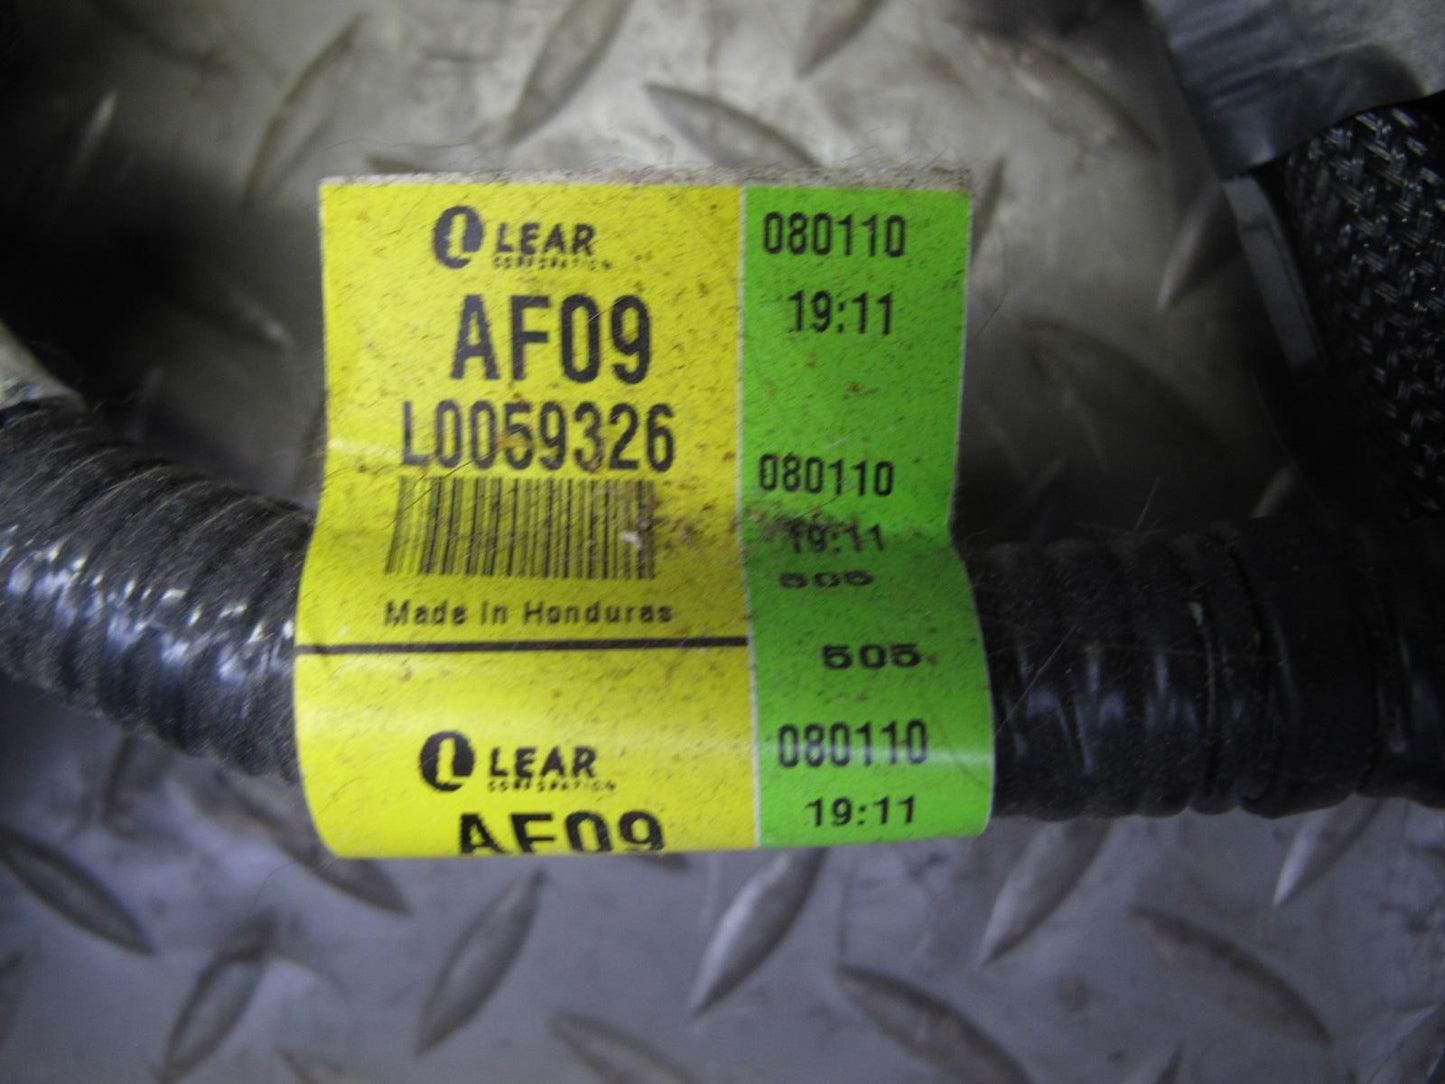 LEAR
CORPORATION
AF09
L0059326
Made In Honduras
LEAR
CORPORATION
AF09
080110
19:11
080110
19:11
505
505
080110
19:11